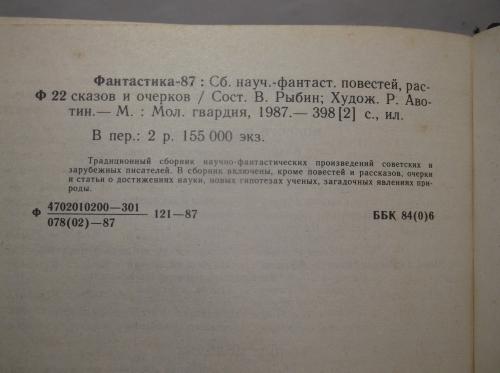 Фантастика-87 : Сб. науч.-фантаст. повестей, рас-
Ф 22 сказов и очерков / Сост. В. Рыбин; Худож. Р. Аво-
тин.— М. : Мол. гвардия, 1987.— 398 [2] с., ил.
В пер.: 2 р. 155 000 экз.
Традиционный сборник научно-фантастических произведений советских и
зарубежных писателей. В сборник включены, кроме повестей и рассказов, очерки
и статьи о достижениях науки, новых гипотезах ученых, загадочных явлениях при-
роды.
Ф 4702010200—301
078(02)—87 121—87
ББК 84(0)6